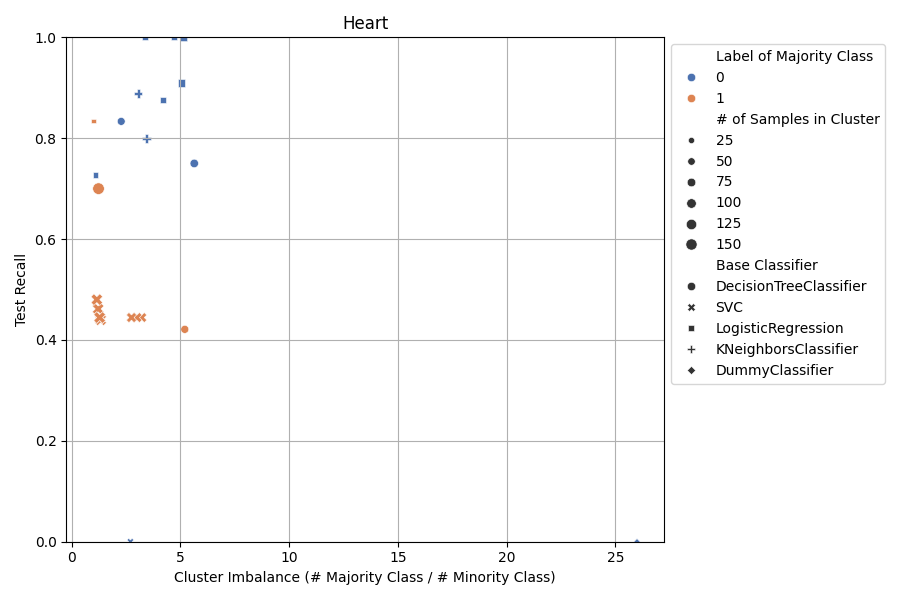 Heart
Test Recall
1.0
0.8
0.6
0.4
0.2
0.0
0
5
10
15
20
25
Cluster Imbalance (# Majority Class / # Minority Class)
Label of Majority Class
0
1
# of Samples in Cluster
25
50
75
100
125
150
Base Classifier
DecisionTreeClassifier
SVC
LogisticRegression
KNeighborsClassifier
DummyClassifier